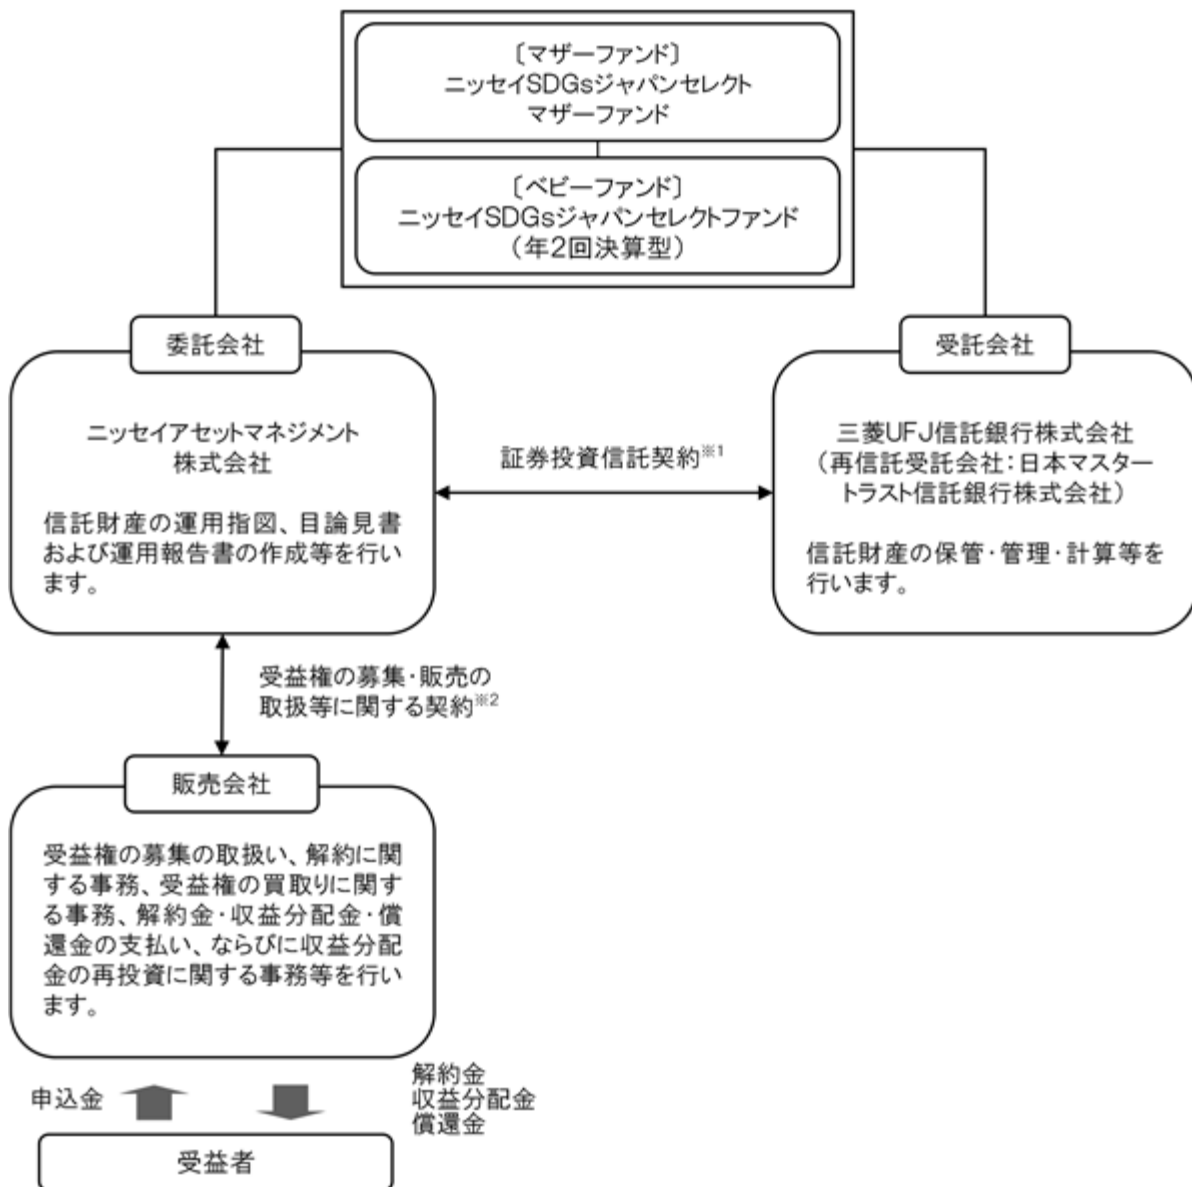 〔マザーファンド〕
ニッセイSDGsジャパンセレクト
マザーファンド
〔ベビーファンド〕
ニッセイSDGsジャパンセレクトファンド
（年2回決算型）
委託会社
ニッセイアセットマネジメント
株式会社
信託財産の運用指図、目論見書
および運用報告書の作成等を行い
ます。
証券投資信託契約※1
受託会社
三菱UFJ信託銀行株式会社
（再信託受託会社：日本マスター
トラスト信託銀行株式会社）
信託財産の保管・管理・計算等を
行います。
受益権の募集・販売の
取扱等に関する契約※2
販売会社
受益権の募集の取扱い、解約に関
する事務、受益権の買取りに関す
る事務、解約金・収益分配金・償
還金の支払い、ならびに収益分配
金の再投資に関する事務等を行い
ます。
申込金
解約金
収益分配金
償還金
受益者